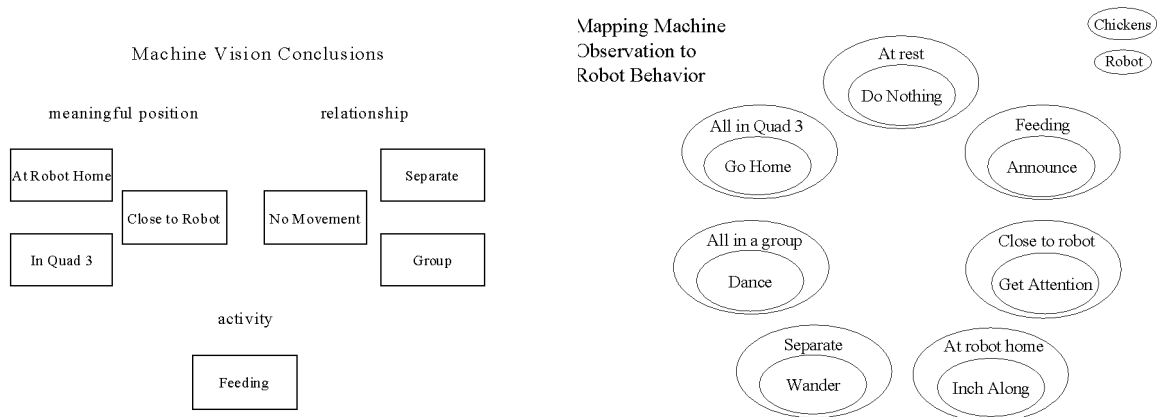 Machine Vision Conclusions
meaningful position
relationship
At Robot Home
Close to Robot
In Quad 3
No Movement
Separate
Group
activity
Feeding
Mapping Machine
Observation to
Robot Behavior
Chickens
Robot
At rest
Do Nothing
All in Quad 3
Go Home
Feeding
Announce
All in a group
Dance
Close to robot
Get Attention
Separate
Wander
At robot home
Inch Along